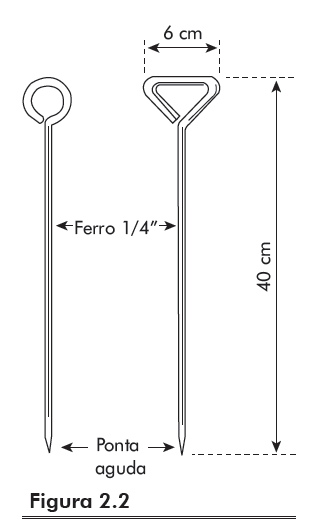 6 cm
Ferro 1/4”
40 cm
Ponta
aguda
Figura 2.2